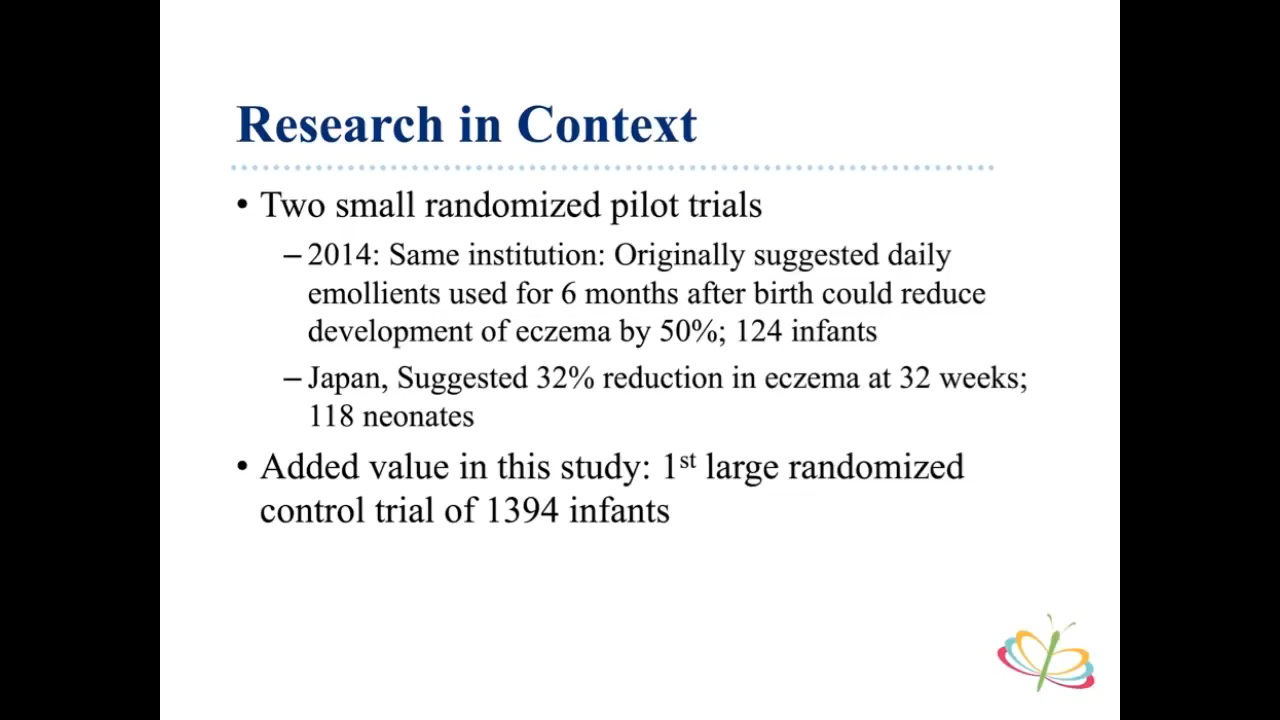 Research in Context
• Two small randomized pilot trials
– 2014: Same institution: Originally suggested daily
emollients used for 6 months after birth could reduce
development of eczema by 50%; 124 infants
– Japan, Suggested 32% reduction in eczema at 32 weeks;
118 neonates
• Added value in this study: 1st large randomized
control trial of 1394 infants